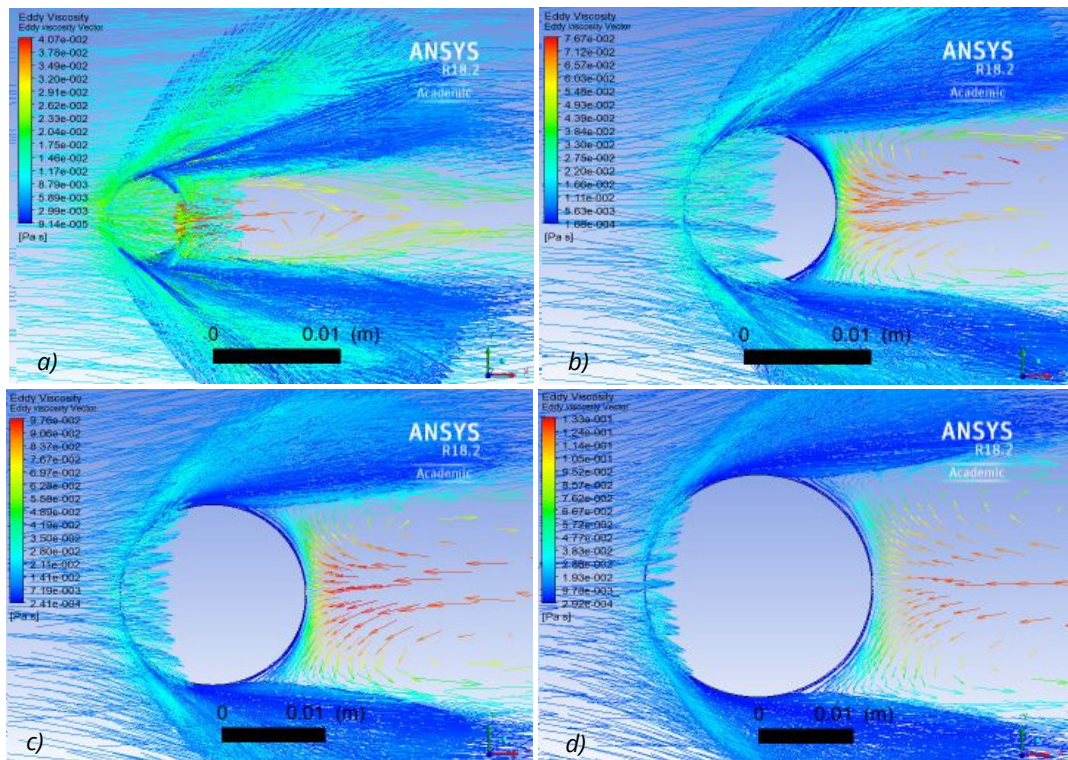 Eddy Viscosity
Eddy viscosity Vector
4.07e-002
3.78e-002
3.49e-002
3.20e-002
2.91e-002
2.62e-002
2.33e-002
2.04e-002
1.75e-002
1.46e-002
1.17e-002
8.79e-003
5.89e-003
2.99e-003
9.14e-005
[Pa s]
ANSYS
R18.2
Academic
0 0.01 (m)
a)
Eddy Viscosity
Eddy viscosity Vector
7.67e-002
7.12e-002
6.57e-002
6.03e-002
5.48e-002
4.93e-002
4.39e-002
3.84e-002
3.30e-002
2.75e-002
2.20e-002
1.66e-002
1.11e-002
5.63e-003
1.68e-004
[Pa s]
ANSYS
R18.2
Academic
0 0.01 (m)
b)
Eddy Viscosity
Eddy viscosity Vector
9.76e-002
9.06e-002
8.37e-002
7.67e-002
6.97e-002
6.28e-002
5.58e-002
4.89e-002
4.19e-002
3.50e-002
2.80e-002
2.11e-002
1.41e-002
7.19e-003
2.41e-004
[Pa s]
ANSYS
R18.2
Academic
0 0.01 (m)
c)
Eddy Viscosity
Eddy viscosity Vector
1.33e-001
1.24e-001
1.14e-001
1.05e-001
9.52e-002
8.57e-002
7.62e-002
6.67e-002
5.72e-002
4.77e-002
3.83e-002
2.88e-002
1.93e-002
9.78e-003
2.92e-004
[Pa s]
ANSYS
R18.2
Academic
0 0.01 (m)
d)